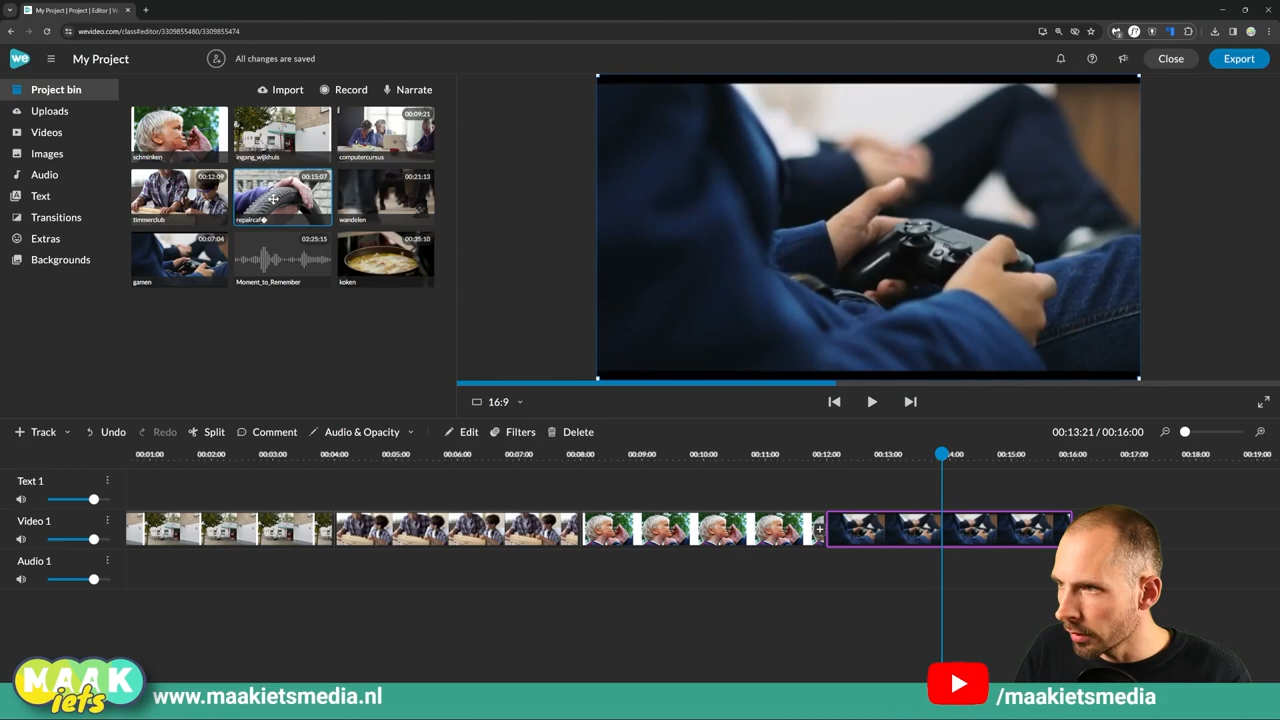 My Project | Project | Editor | W
wevideo.com/class#editor/3309855480/3309855474
we
My Project
All changes are saved
Close
Export
Project bin
Import
Record
Narrate
Uploads
Videos
Images
Audio
Text
Transitions
Extras
Backgrounds
schminken
ingang_wijkhuis
00:09:21
computercursus
00:12:09
timmerclub
00:15:07
repaircaf�
00:21:13
wandelen
00:07:04
gamen
02:25:15
Moment_to_Remember
00:35:10
koken
16:9
Track
Undo
Redo
Split
Comment
Audio & Opacity
Edit
Filters
Delete
00:13:21 / 00:16:00
00:01:00 00:02:00 00:03:00 00:04:00 00:05:00 00:06:00 00:07:00 00:08:00 00:09:00 00:10:00 00:11:00 00:12:00 00:13:00 4:00 00:15:00 00:16:00 00:17:00 00:18:00 00:19:00
Text 1
Video 1
Audio 1
MAAK
iets
www.maakietsmedia.nl
/maakietsmedia